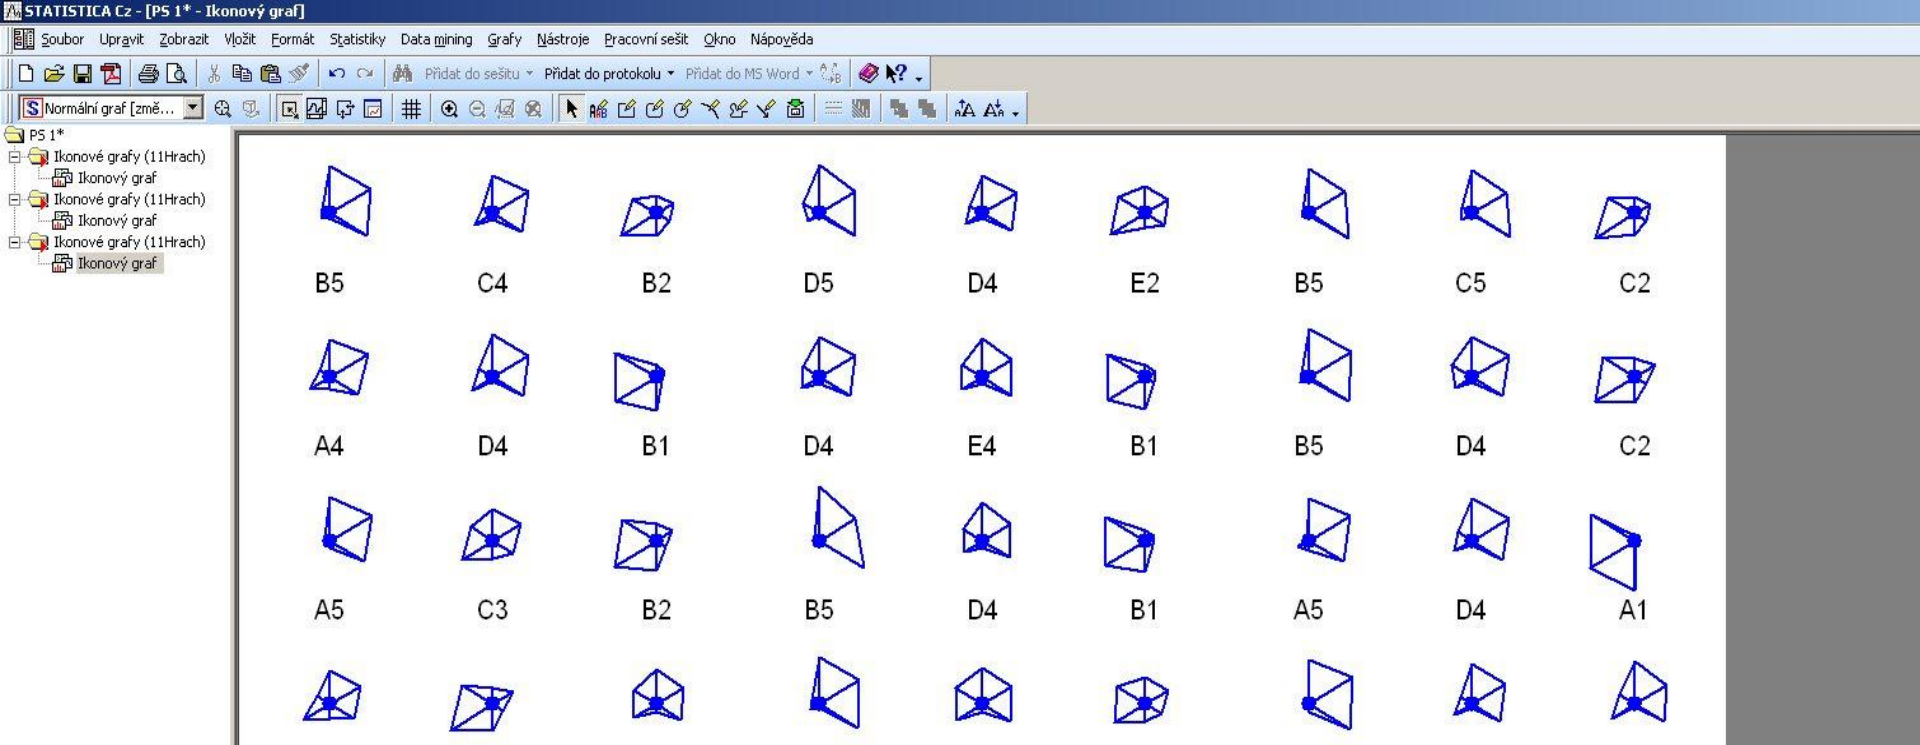 STATISTICA Cz - [PS 1* - Ikonový graf]
Soubor Upravit Zobrazit Vložit Formát Statistiky Data mining Grafy Nástroje Pracovní sešit Okno Nápověda
Přidat do sešitu Přidat do protokolu Přidat do MS Word
Normální graf [změ...
PS 1*
Ikonové grafy (11Hrach)
Ikonový graf
Ikonové grafy (11Hrach)
Ikonový graf
Ikonové grafy (11Hrach)
Ikonový graf
B5 C4 B2 D5 D4 E2 B5 C5 C2
A4 D4 B1 D4 E4 B1 B5 D4 C2
A5 C3 B2 B5 D4 B1 A5 D4 A1